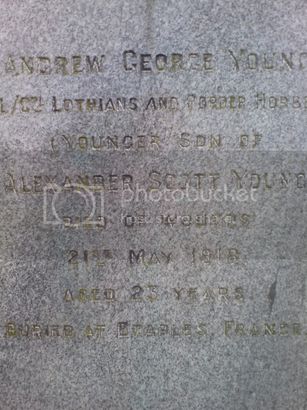 ANDREW GEORGE YOUNG
L/CPL LOTHIANS AND BORDER HORSE
YOUNGER SON OF
ALEXANDER SCOTT YOUNG
photobucket
DIED OF WOUNDS
21ST MAY 1918
AGED 23 YEARS
BURIED AT ETAPLES, FRANCE